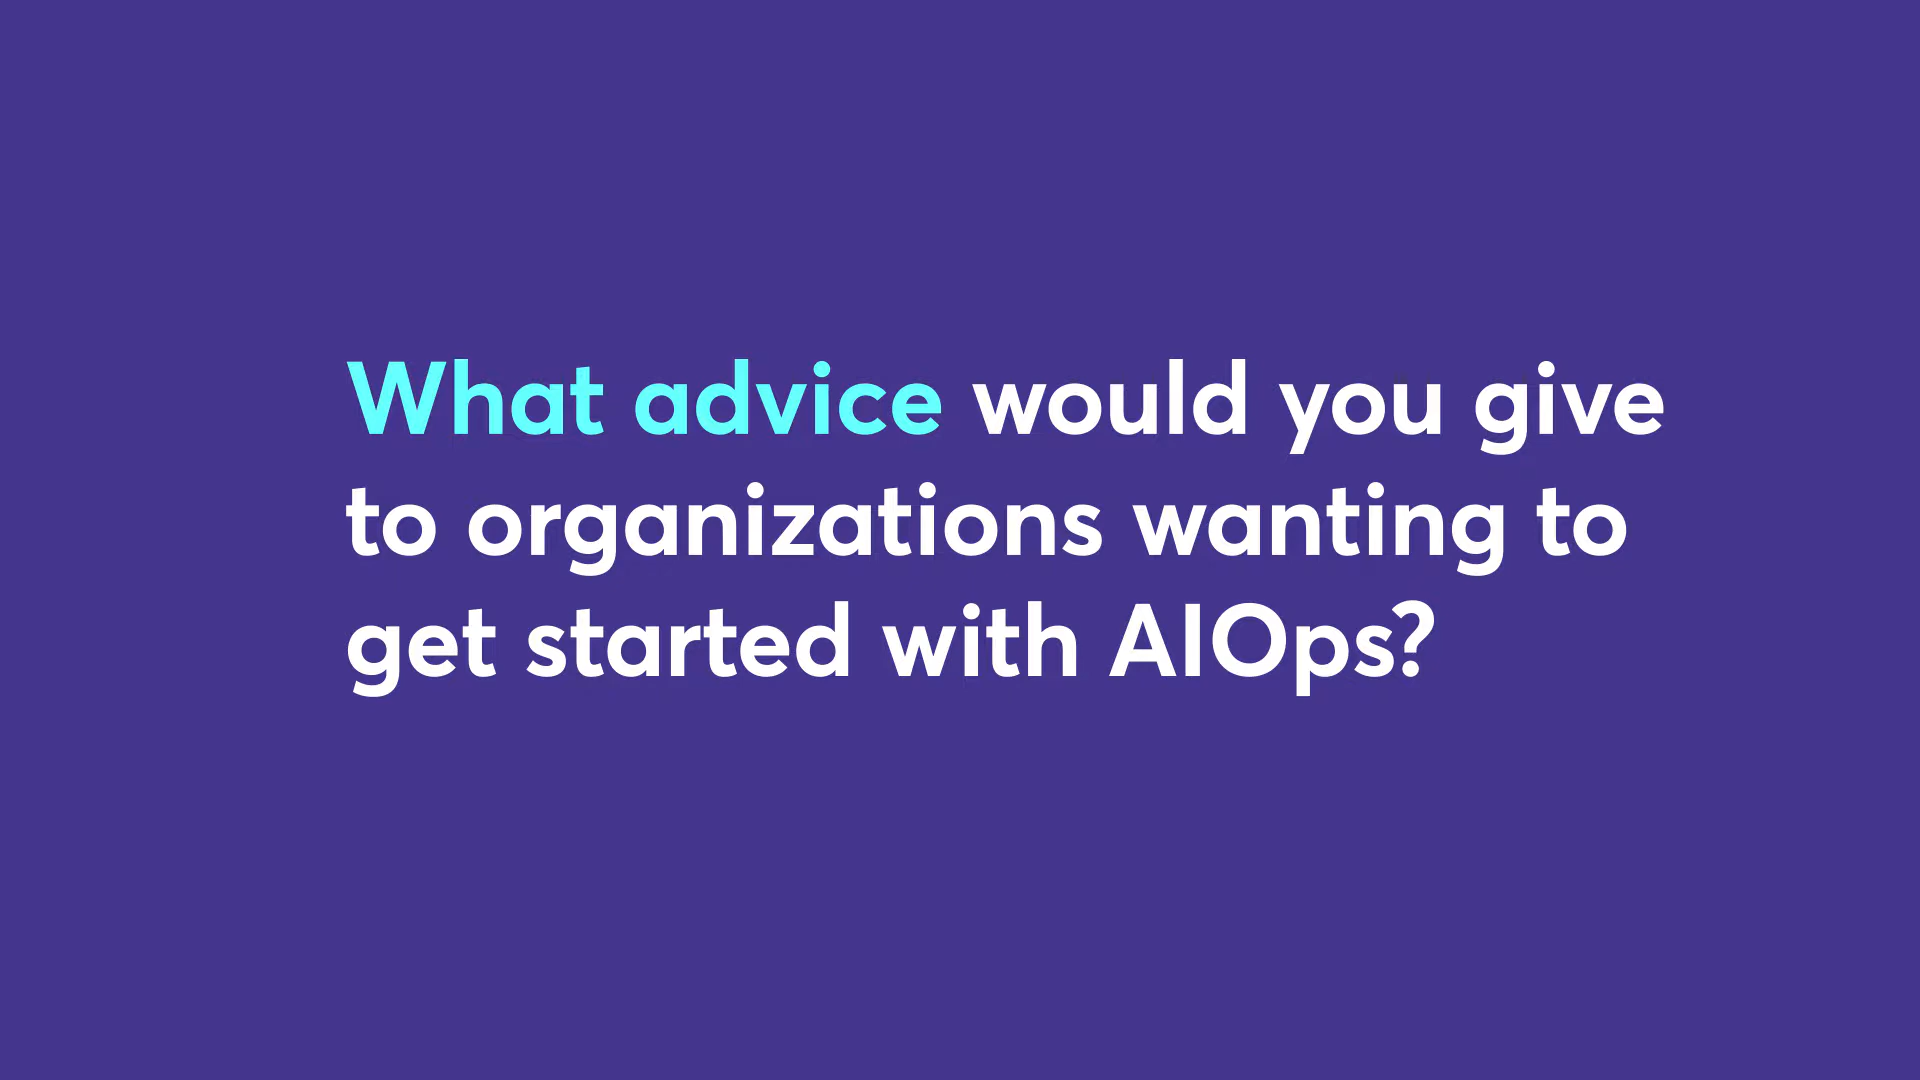 What advice would you give
to organizations wanting to
get started with AIOps?